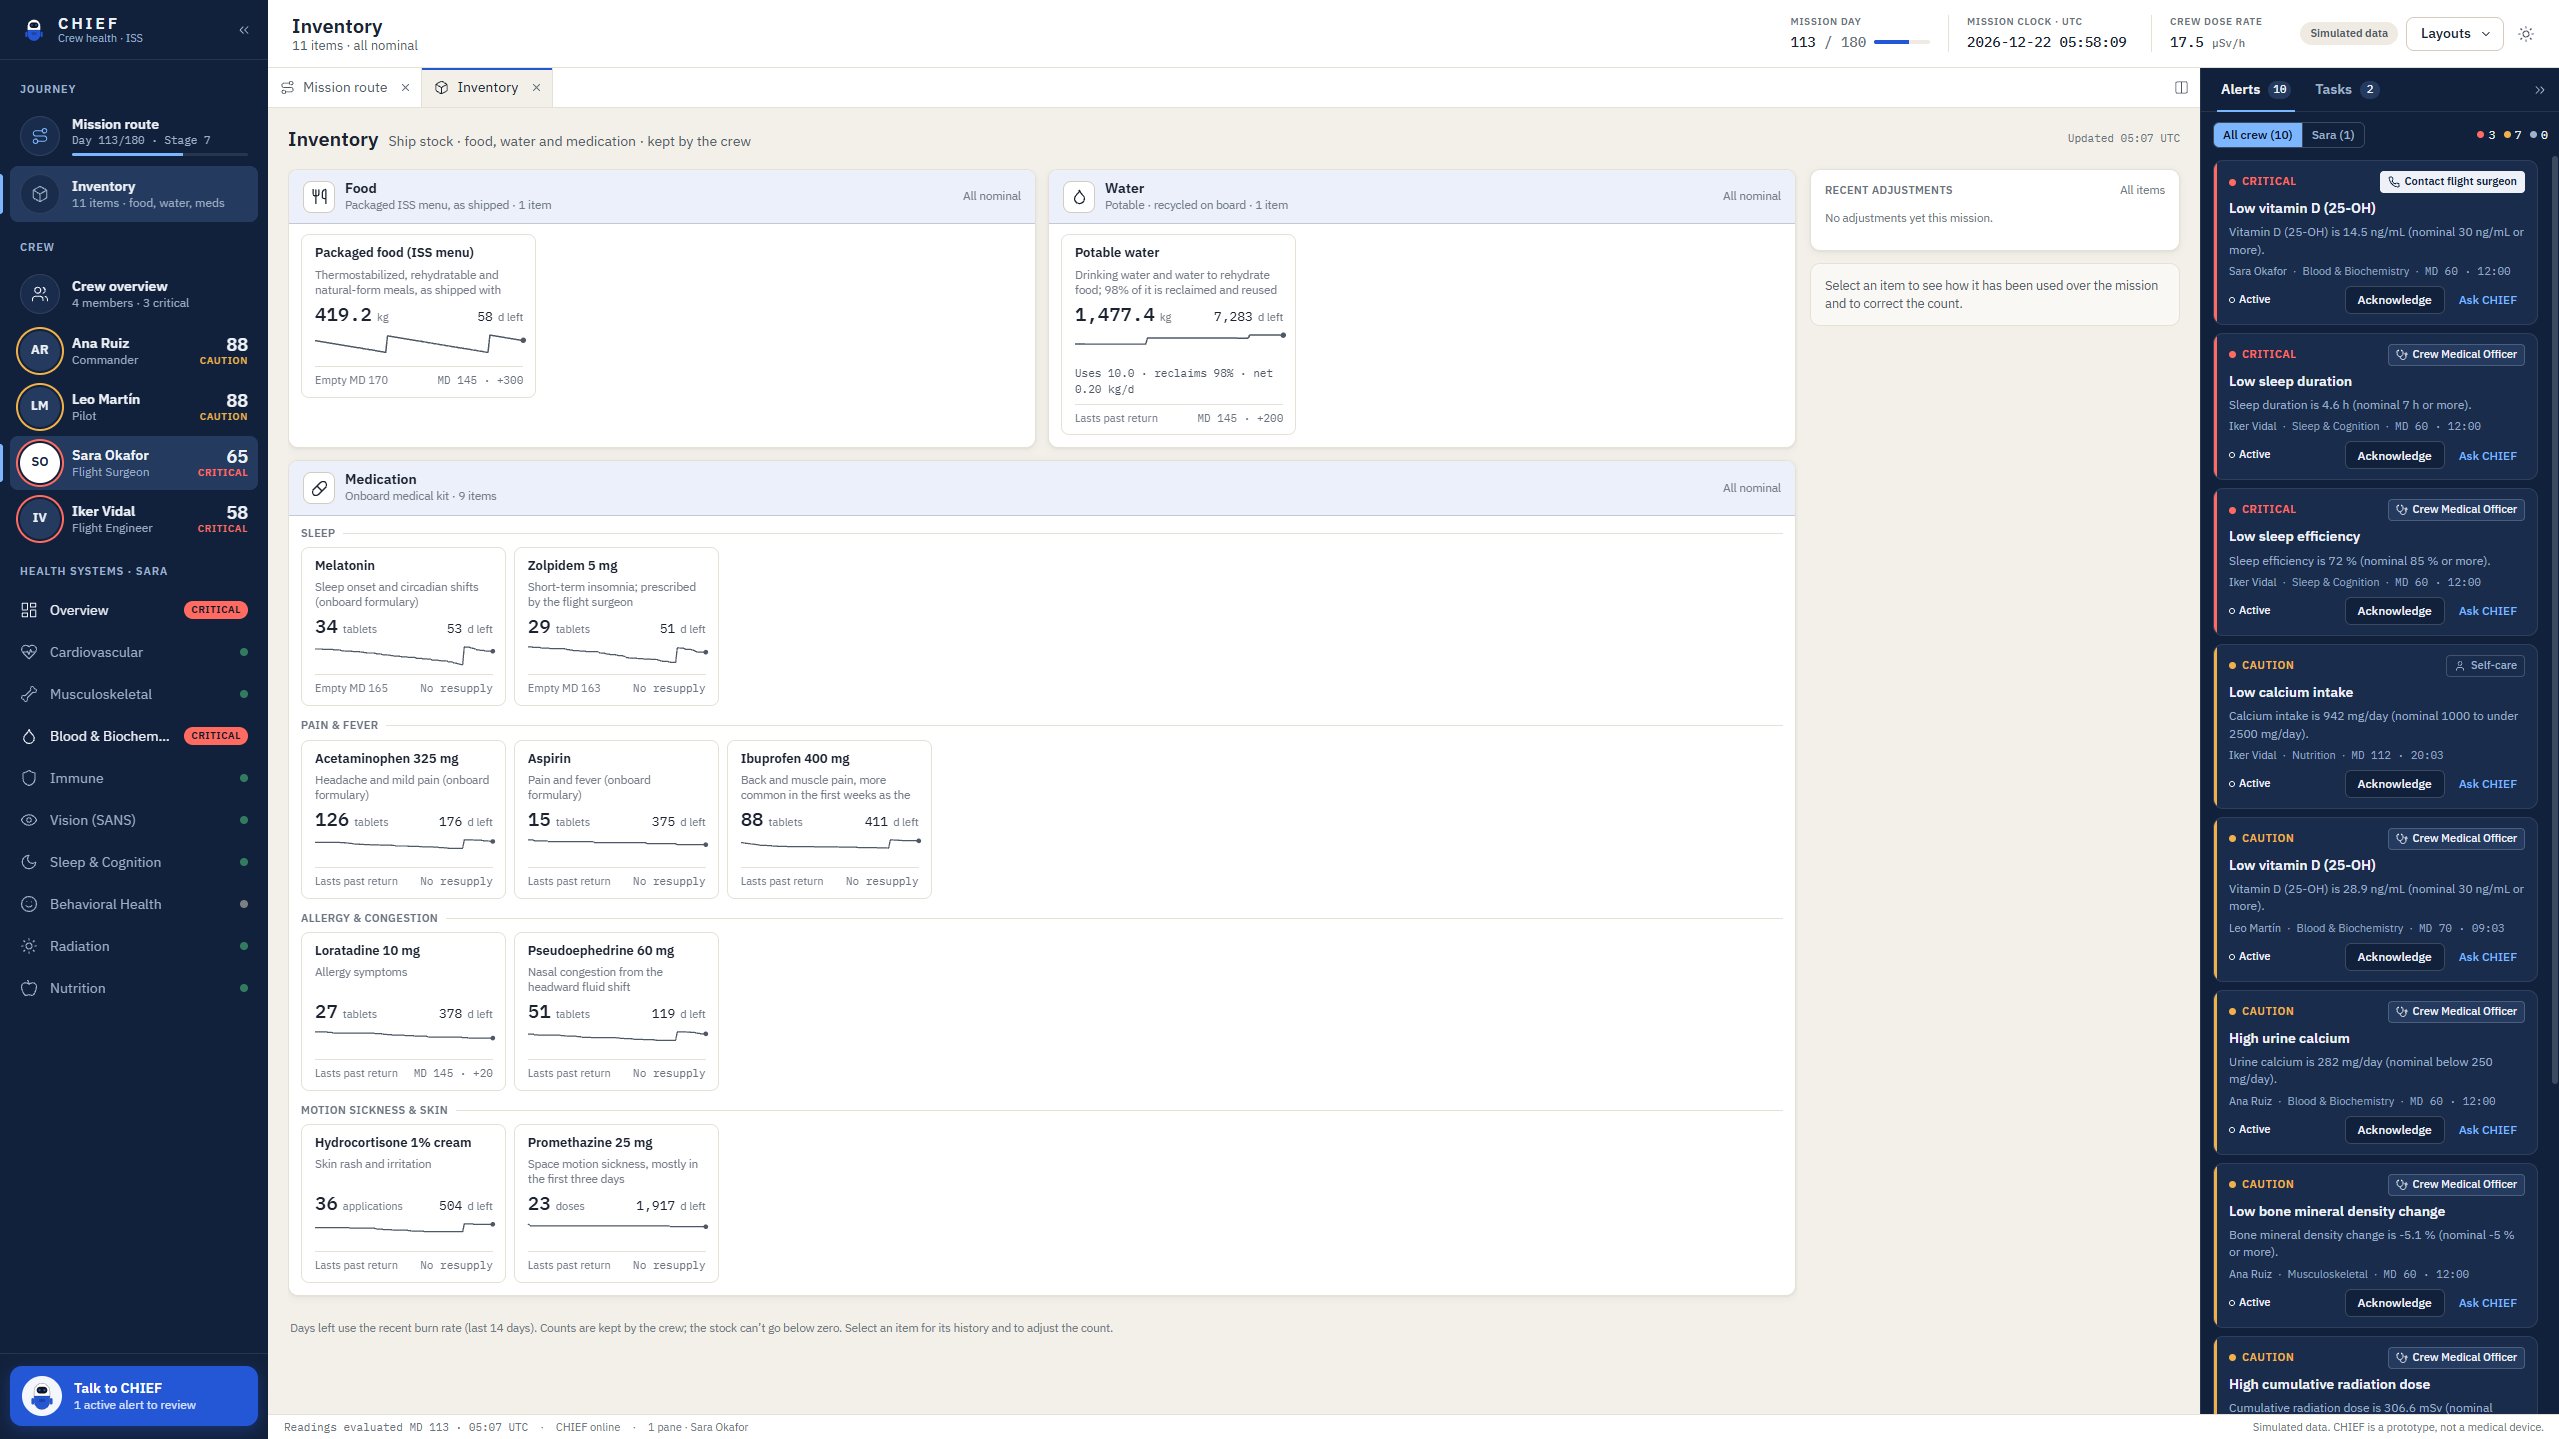 CHIEF
Crew health · ISS
JOURNEY
Mission route
Day 113/180 · Stage 7
Inventory
11 items · food, water, meds
CREW
Crew overview
4 members · 3 critical
AR
Ana Ruiz
Commander
88
CAUTION
LM
Leo Martín
Pilot
88
CAUTION
SO
Sara Okafor
Flight Surgeon
65
CRITICAL
IV
Iker Vidal
Flight Engineer
58
CRITICAL
HEALTH SYSTEMS · SARA
Overview CRITICAL
Cardiovascular
Musculoskeletal
Blood & Biochem... CRITICAL
Immune
Vision (SANS)
Sleep & Cognition
Behavioral Health
Radiation
Nutrition
Talk to CHIEF
1 active alert to review
Inventory
11 items · all nominal
MISSION DAY
113 / 180
MISSION CLOCK · UTC
2026-12-22 05:58:09
CREW DOSE RATE
17.5 µSv/h
Simulated data
Layouts
Mission route
Inventory
Inventory Ship stock · food, water and medication · kept by the crew
Updated 05:07 UTC
Food
Packaged ISS menu, as shipped · 1 item
All nominal
Packaged food (ISS menu)
Thermostabilized, rehydratable and
natural-form meals, as shipped with
419.2 kg 58 d left
Empty MD 170 MD 145 · +300
Water
Potable · recycled on board · 1 item
All nominal
Potable water
Drinking water and water to rehydrate
food; 98% of it is reclaimed and reused
1,477.4 kg 7,283 d left
Uses 10.0 · reclaims 98% · net
0.20 kg/d
Lasts past return MD 145 · +200
RECENT ADJUSTMENTS All items
No adjustments yet this mission.
Select an item to see how it has been used over the mission
and to correct the count.
Medication
Onboard medical kit · 9 items
All nominal
SLEEP
Melatonin
Sleep onset and circadian shifts
(onboard formulary)
34 tablets 53 d left
Empty MD 165 No resupply
Zolpidem 5 mg
Short-term insomnia; prescribed
by the flight surgeon
29 tablets 51 d left
Empty MD 163 No resupply
PAIN & FEVER
Acetaminophen 325 mg
Headache and mild pain (onboard
formulary)
126 tablets 176 d left
Lasts past return No resupply
Aspirin
Pain and fever (onboard
formulary)
15 tablets 375 d left
Lasts past return No resupply
Ibuprofen 400 mg
Back and muscle pain, more
common in the first weeks as the
88 tablets 411 d left
Lasts past return No resupply
ALLERGY & CONGESTION
Loratadine 10 mg
Allergy symptoms
27 tablets 378 d left
Lasts past return MD 145 · +20
Pseudoephedrine 60 mg
Nasal congestion from the
headward fluid shift
51 tablets 119 d left
Lasts past return No resupply
MOTION SICKNESS & SKIN
Hydrocortisone 1% cream
Skin rash and irritation
36 applications 504 d left
Lasts past return No resupply
Promethazine 25 mg
Space motion sickness, mostly in
the first three days
23 doses 1,917 d left
Lasts past return No resupply
Days left use the recent burn rate (last 14 days). Counts are kept by the crew; the stock can't go below zero. Select an item for its history and to adjust the count.
Alerts 10 Tasks 2
All crew (10) Sara (1) 3 7 0
CRITICAL Contact flight surgeon
Low vitamin D (25-OH)
Vitamin D (25-OH) is 14.5 ng/mL (nominal 30 ng/mL or
more).
Sara Okafor · Blood & Biochemistry · MD 60 · 12:00
Active Acknowledge Ask CHIEF
CRITICAL Crew Medical Officer
Low sleep duration
Sleep duration is 4.6 h (nominal 7 h or more).
Iker Vidal · Sleep & Cognition · MD 60 · 12:00
Active Acknowledge Ask CHIEF
CRITICAL Crew Medical Officer
Low sleep efficiency
Sleep efficiency is 72 % (nominal 85 % or more).
Iker Vidal · Sleep & Cognition · MD 60 · 12:00
Active Acknowledge Ask CHIEF
CAUTION Self-care
Low calcium intake
Calcium intake is 942 mg/day (nominal 1000 to under
2500 mg/day).
Iker Vidal · Nutrition · MD 112 · 20:03
Active Acknowledge Ask CHIEF
CAUTION Crew Medical Officer
Low vitamin D (25-OH)
Vitamin D (25-OH) is 28.9 ng/mL (nominal 30 ng/mL or
more).
Leo Martín · Blood & Biochemistry · MD 70 · 09:03
Active Acknowledge Ask CHIEF
CAUTION Crew Medical Officer
High urine calcium
Urine calcium is 282 mg/day (nominal below 250
mg/day).
Ana Ruiz · Blood & Biochemistry · MD 60 · 12:00
Active Acknowledge Ask CHIEF
CAUTION Crew Medical Officer
Low bone mineral density change
Bone mineral density change is -5.1 % (nominal -5 %
or more).
Ana Ruiz · Musculoskeletal · MD 60 · 12:00
Active Acknowledge Ask CHIEF
CAUTION Crew Medical Officer
High cumulative radiation dose
Cumulative radiation dose is 306.6 mSv (nominal
Readings evaluated MD 113 · 05:07 UTC · CHIEF online · 1 pane · Sara Okafor
Simulated data. CHIEF is a prototype, not a medical device.